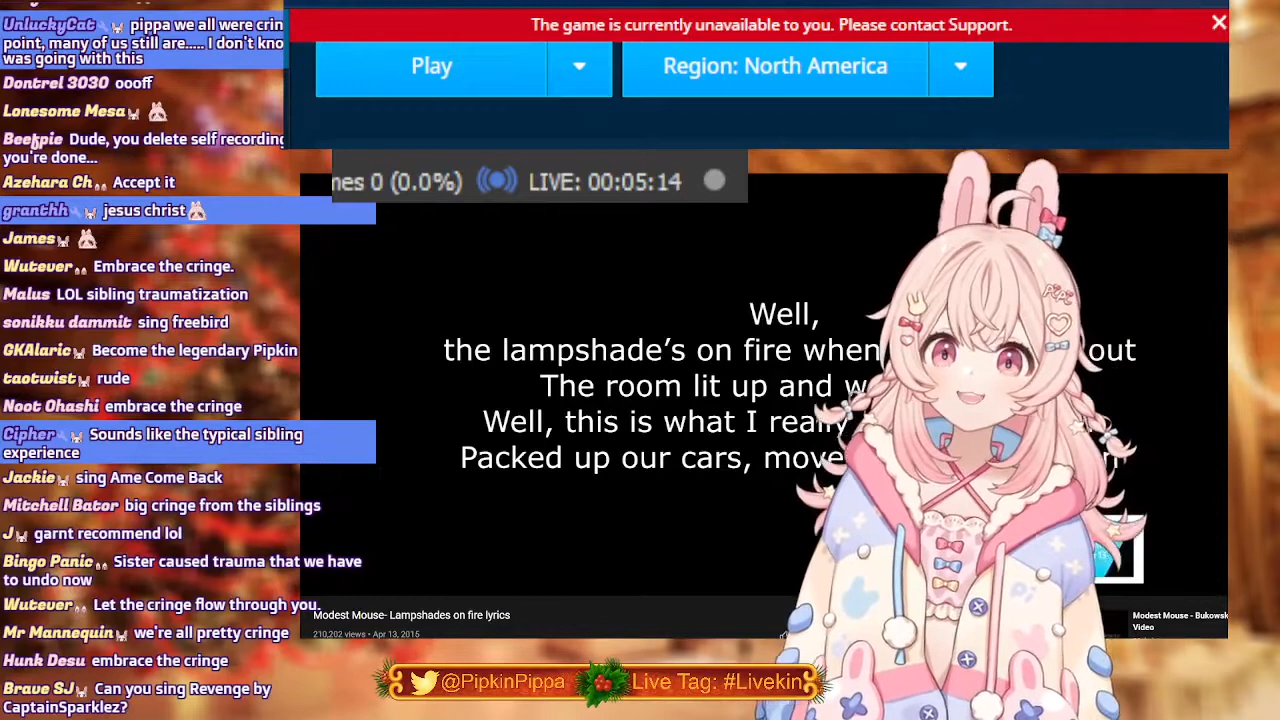 UnluckyCat pippa we all were crin
point, many of us still are..... I don't kno
was going with this
Dontrel 3030 oooff
Lonesome Mesa
Beefpie Dude, you delete self recording
you're done...
Azehara Ch Accept it
granthh jesus christ
James
Wutever Embrace the cringe.
Malus LOL sibling traumatization
sonikku dammit sing freebird
GKAlaric Become the legendary Pipkin
taotwist rude
Noot Ohashi embrace the cringe
Cipher Sounds like the typical sibling
experience
Jackie sing Ame Come Back
Mitchell Bator big cringe from the siblings
J garnt recommend lol
Bingo Panic Sister caused trauma that we have
to undo now
Wutever Let the cringe flow through you.
Mr Mannequin we're all pretty cringe
Hunk Desu embrace the cringe
Brave SJ Can you sing Revenge by
CaptainSparklez?
The game is currently unavailable to you. Please contact Support.
Play
Region: North America
mes 0 (0.0%) LIVE: 00:05:14
Well,
the lampshade's on fire when out
The room lit up and w
Well, this is what I really
Packed up our cars, move
Modest Mouse- Lampshades on fire lyrics
210,202 views • Apr 13, 2015
Modest Mouse - Bukowsk
Video
@PipkinPippa Live Tag: #Livekin